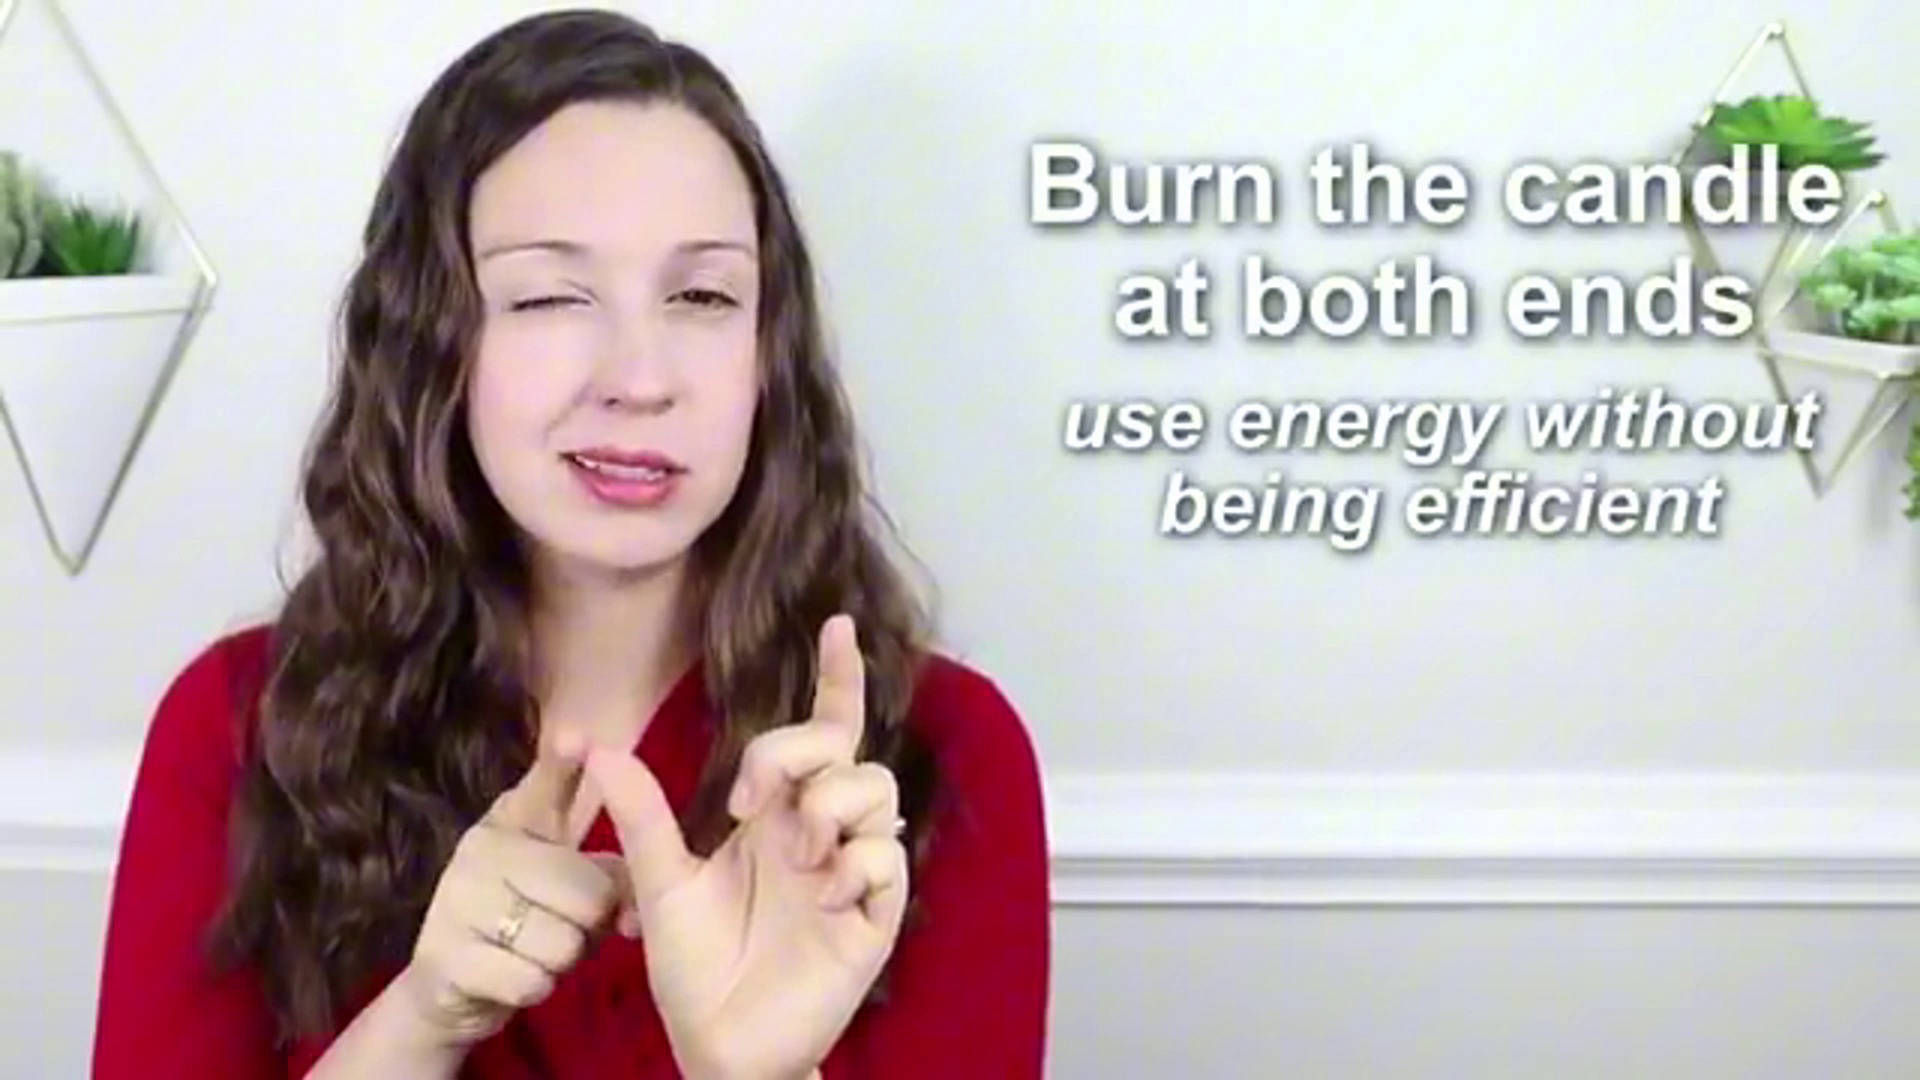 Burn the candle
at both ends
use energy without
being efficient